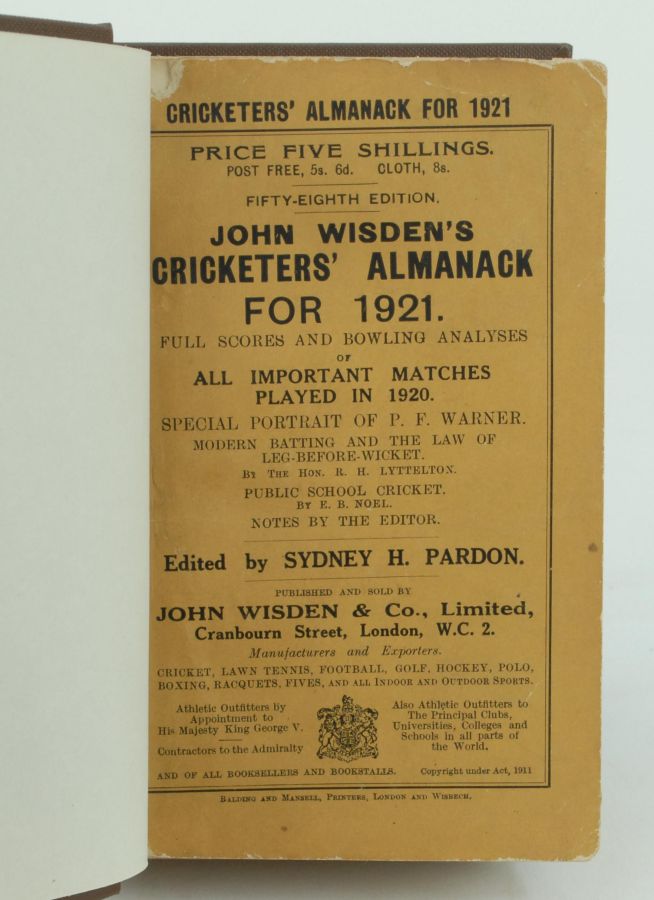 CRICKETERS' ALMANACK FOR 1921
PRICE FIVE SHILLINGS.
POST FREE, 5s. 6d. CLOTH, 8s.
FIFTY-EIGHTH EDITION.
JOHN WISDEN'S
CRICKETERS' ALMANACK
FOR 1921.
FULL SCORES AND BOWLING ANALYSES
OF
ALL IMPORTANT MATCHES
PLAYED IN 1920.
SPECIAL PORTRAIT OF P. F. WARNER.
MODERN BATTING AND THE LAW OF
LEG-BEFORE-WICKET.
BY THE HON. R. H. LYTTELTON.
PUBLIC SCHOOL CRICKET.
BY E. B. NOEL.
NOTES BY THE EDITOR.
Edited by SYDNEY H. PARDON.
PUBLISHED AND SOLD BY
JOHN WISDEN & Co., Limited,
Cranbourn Street, London, W.C. 2.
Manufacturers and Exporters.
CRICKET, LAWN TENNIS, FOOTBALL, GOLF, HOCKEY, POLO,
BOXING, RACQUETS, FIVES, AND ALL INDOOR AND OUTDOOR SPORTS.
Athletic Outfitters by
Appointment to
His Majesty King George V.
Contractors to the Admiralty
Also Athletic Outfitters to
The Principal Clubs,
Universities, Colleges and
Schools in all parts of
the World.
AND OF ALL BOOKSELLERS AND BOOKSTALLS. Copyright under Act, 1911
BALDING AND MANSELL, PRINTERS, LONDON AND WISBECH.